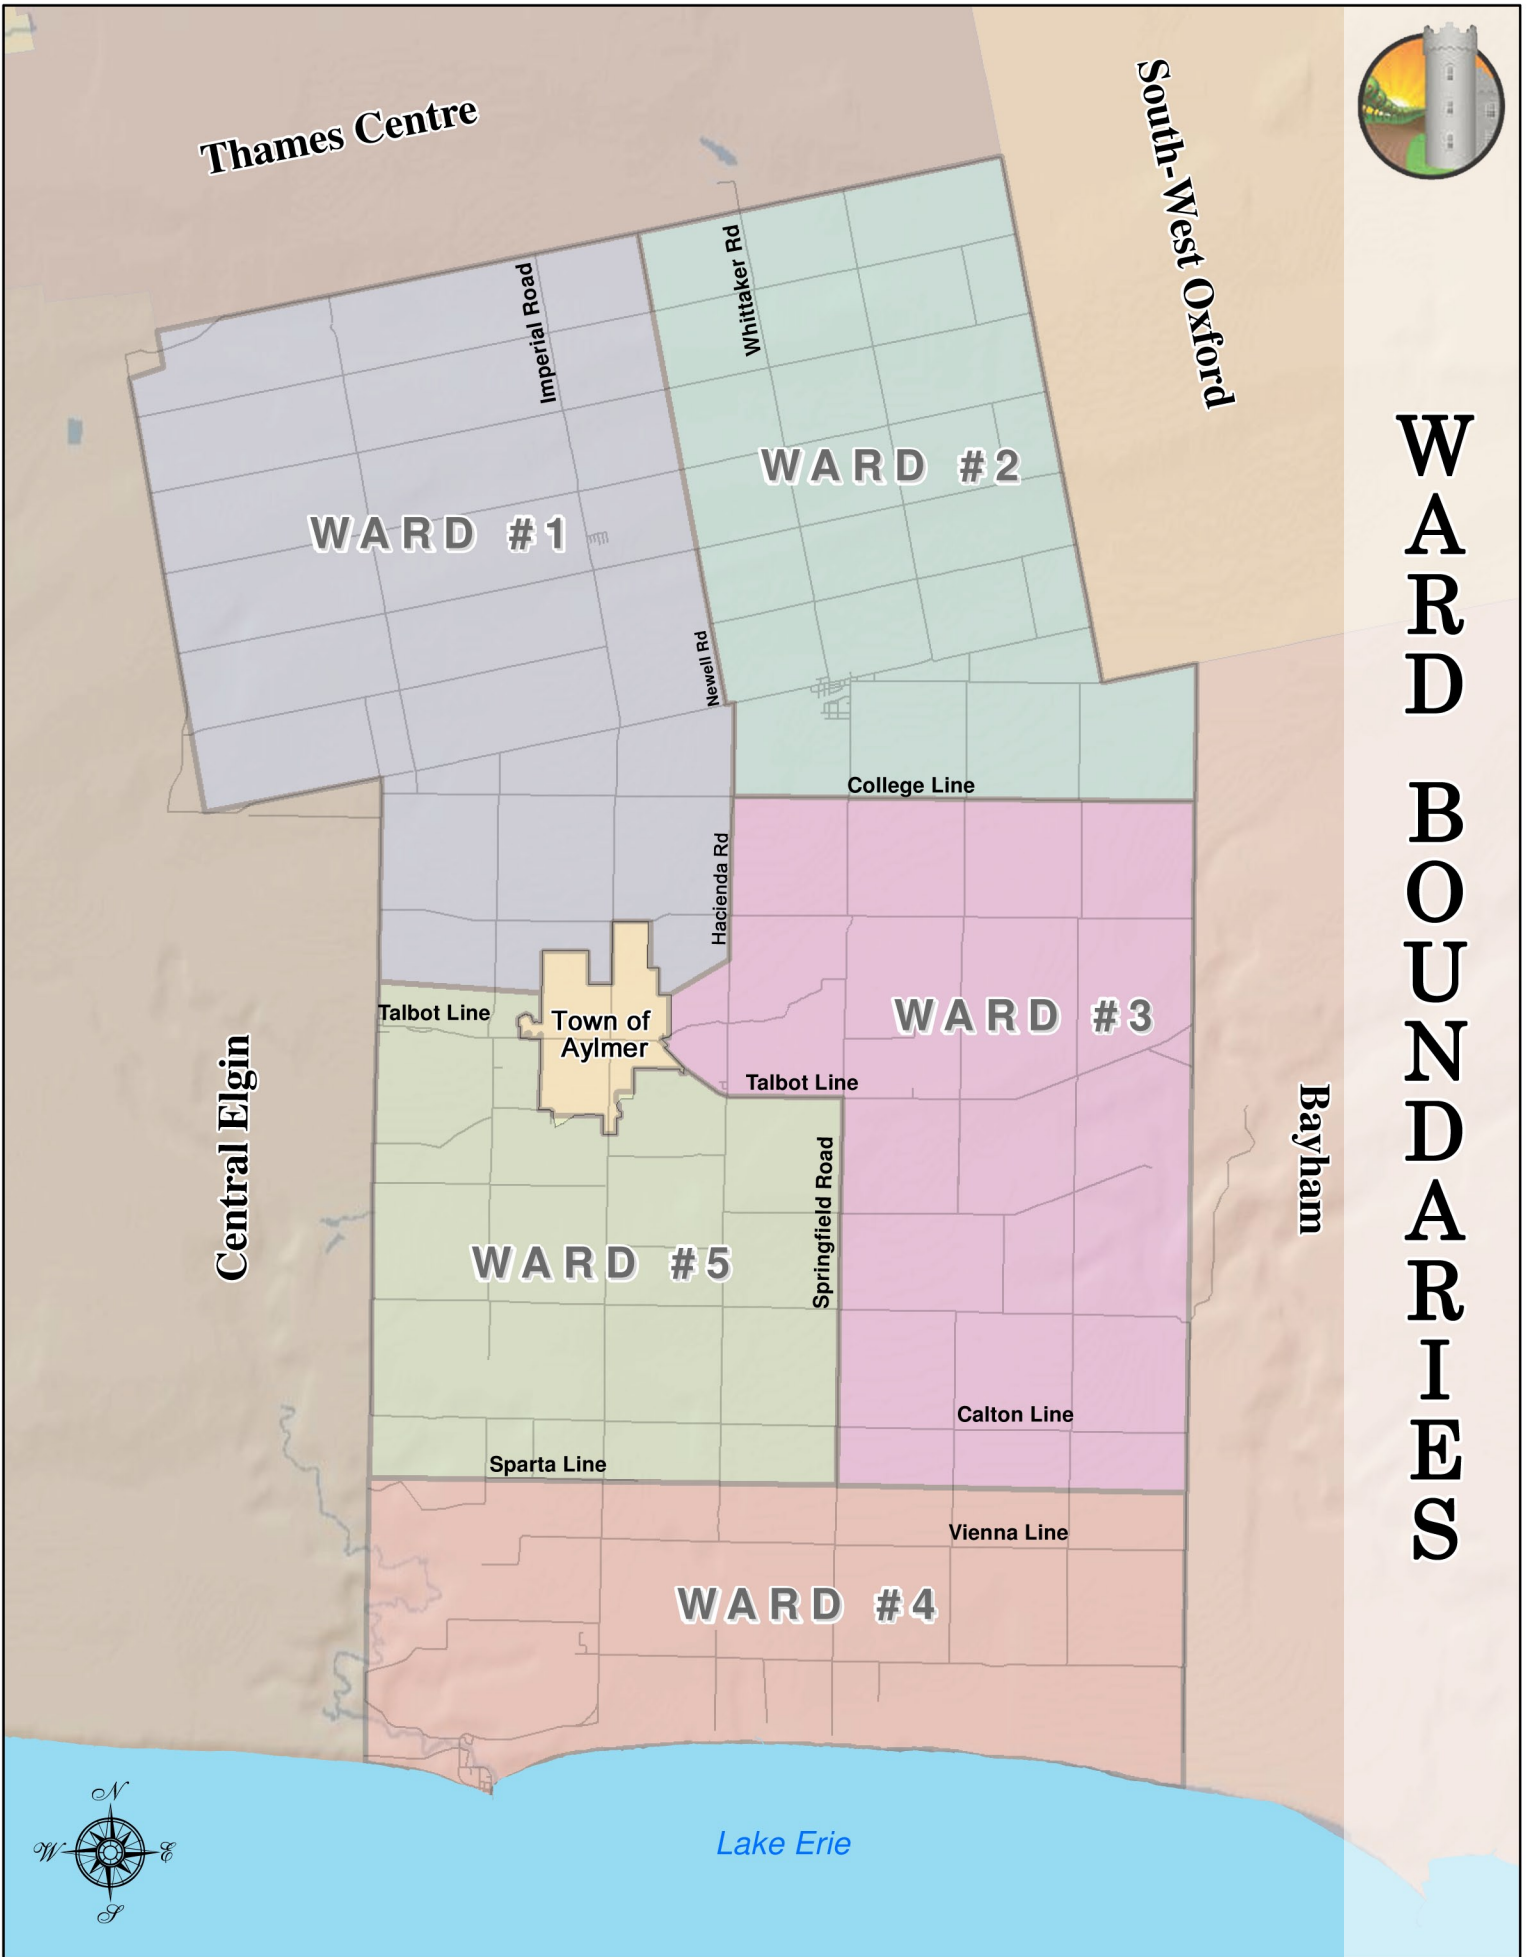 Thames Centre
South-West Oxford
Imperial Road
Whittaker Rd
WARD #2
WARD #1
Newell Rd
College Line
Hacienda Rd
Talbot Line
Town of
Aylmer
WARD #3
Talbot Line
Central Elgin
Bayham
Springfield Road
WARD #5
Calton Line
Sparta Line
Vienna Line
WARD #4
Lake Erie
N
W
E
S
WARD BOUNDARIES